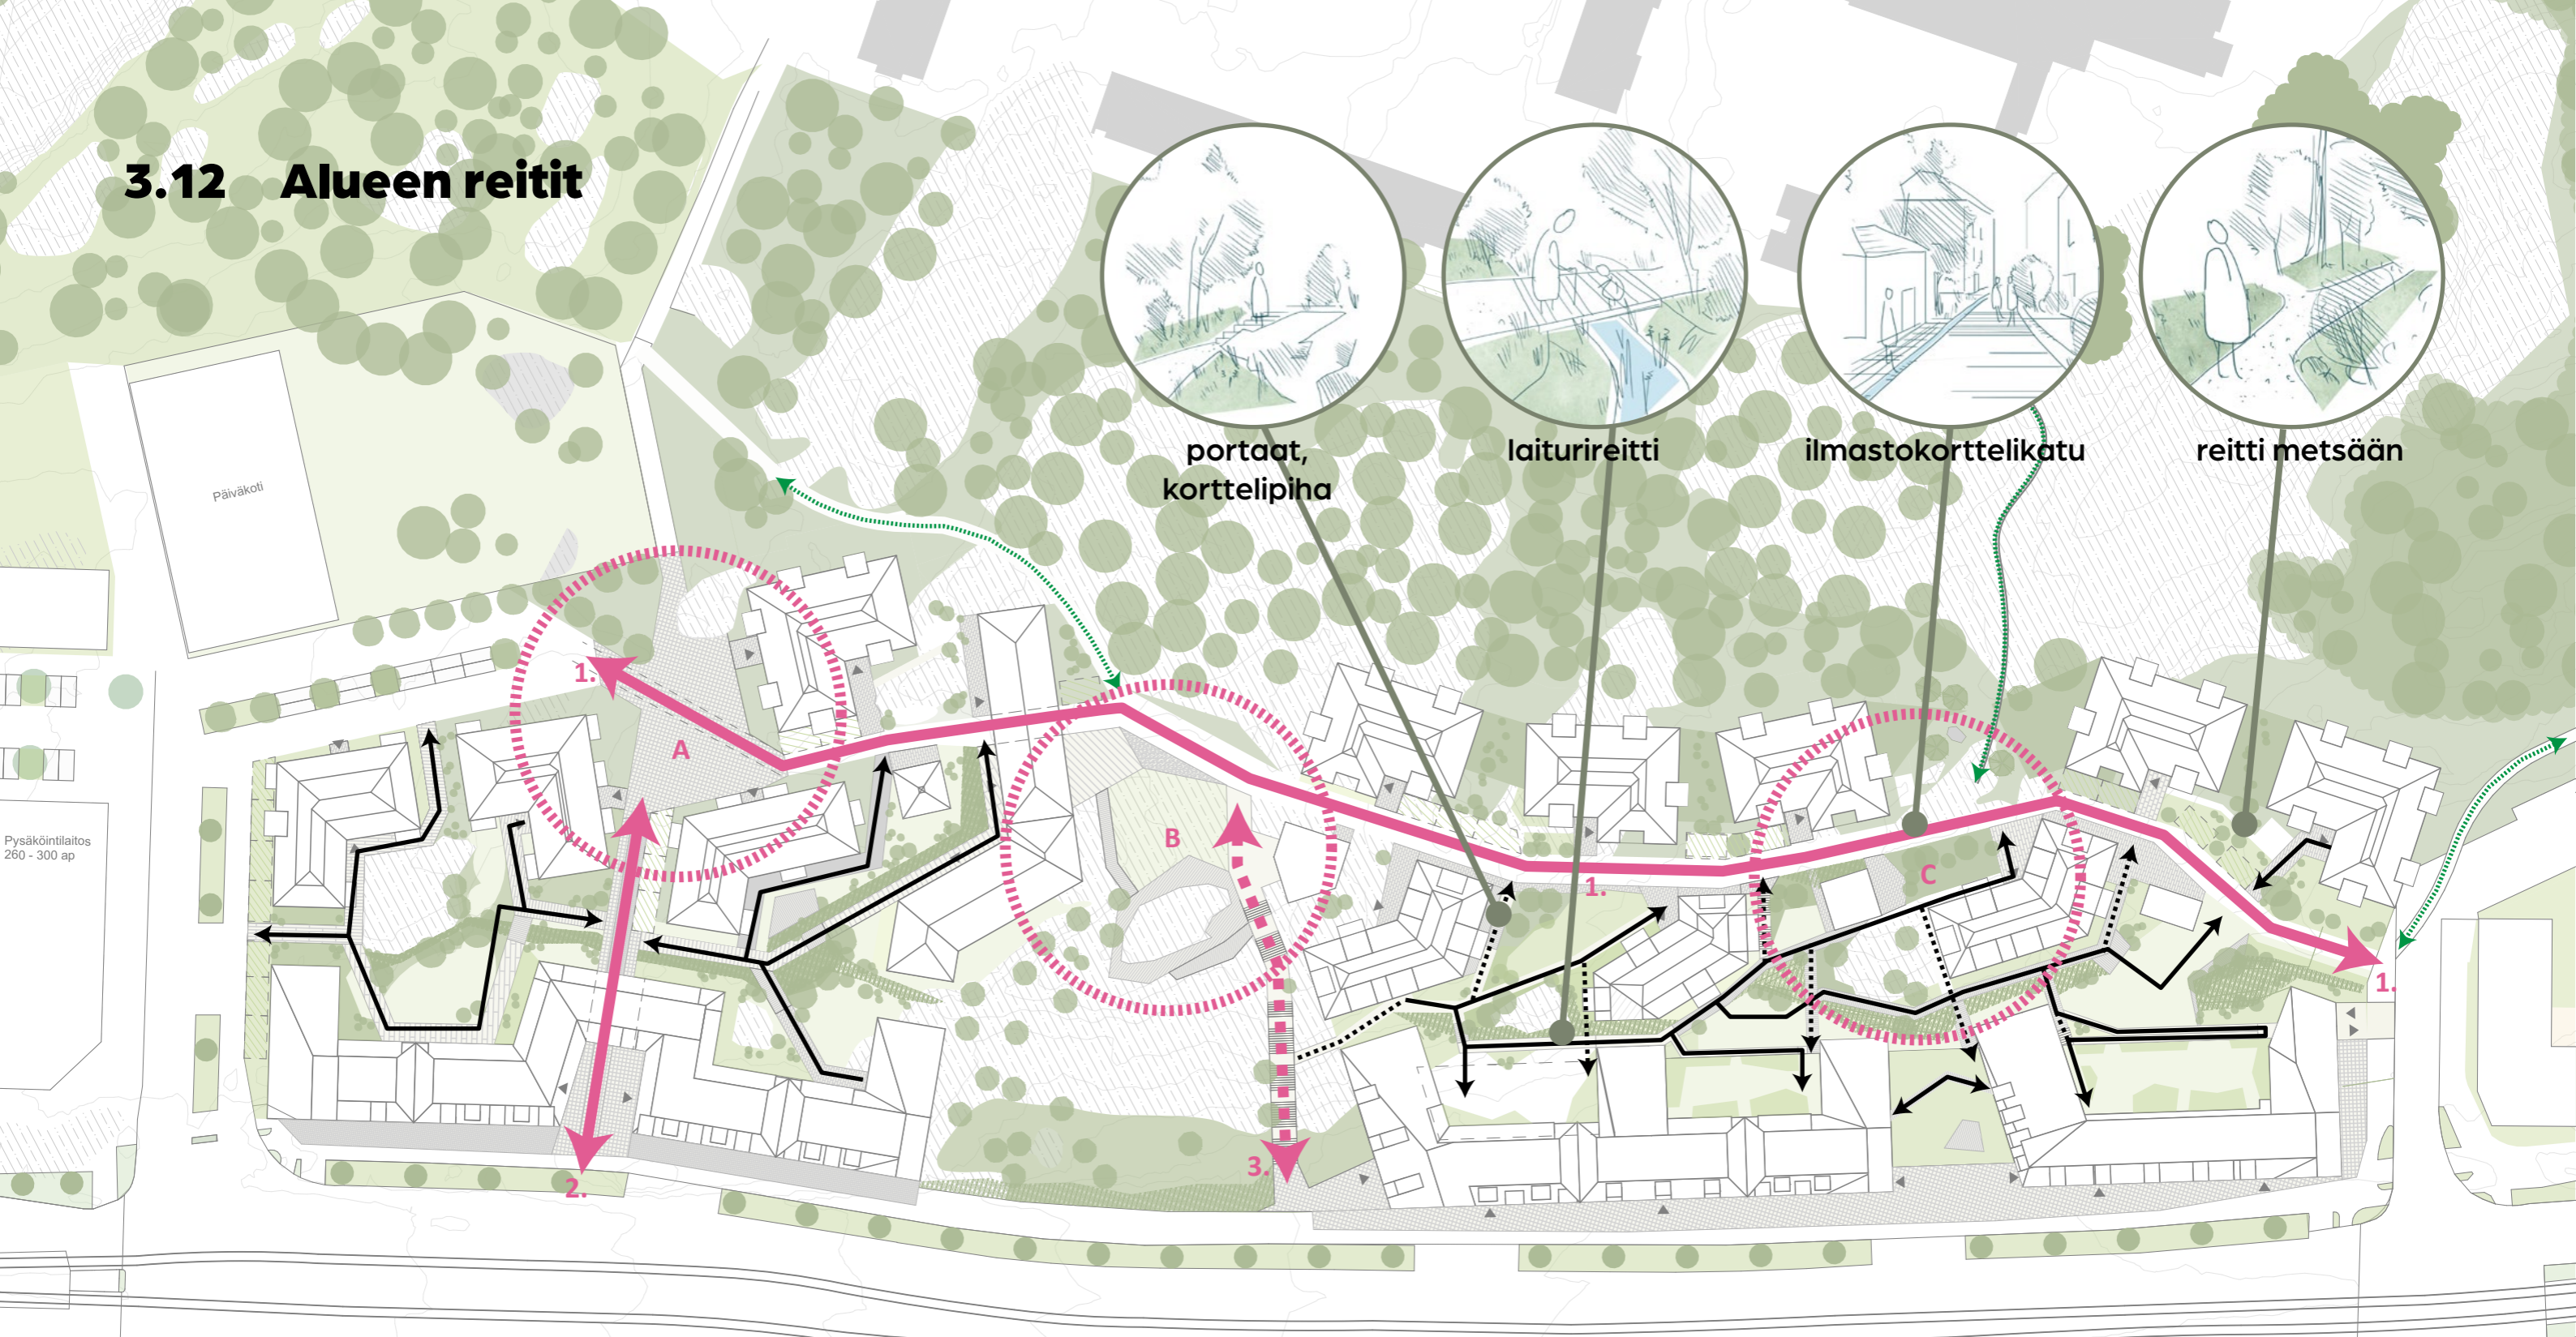 3.12 Alueen reitit
portaat,
korttelipiha
laiturireitti
ilmastokorttelikatu
reitti metsään
Päiväkoti
Pysäköintilaitos
260 - 300 ap
1.
A
B
C
1.
1.
2.
3.